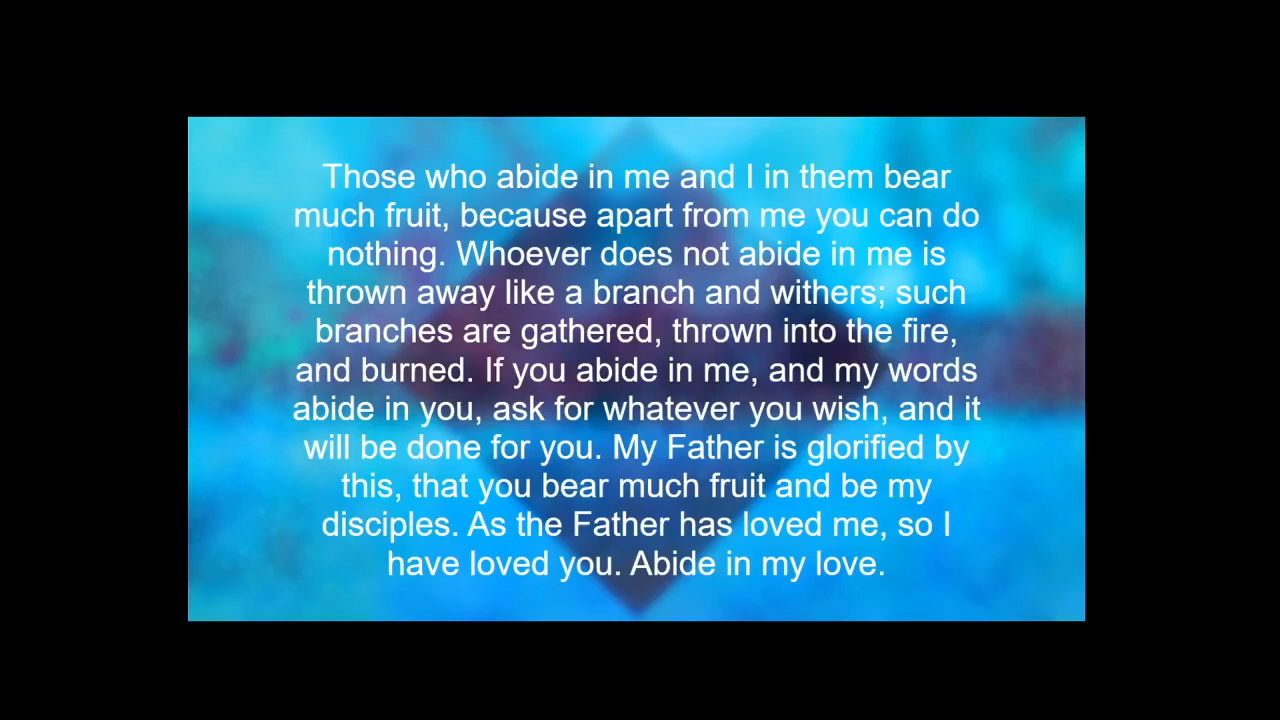 Those who abide in me and I in them bear
much fruit, because apart from me you can do
nothing. Whoever does not abide in me is
thrown away like a branch and withers; such
branches are gathered, thrown into the fire,
and burned. If you abide in me, and my words
abide in you, ask for whatever you wish, and it
will be done for you. My Father is glorified by
this, that you bear much fruit and be my
disciples. As the Father has loved me, so I
have loved you. Abide in my love.